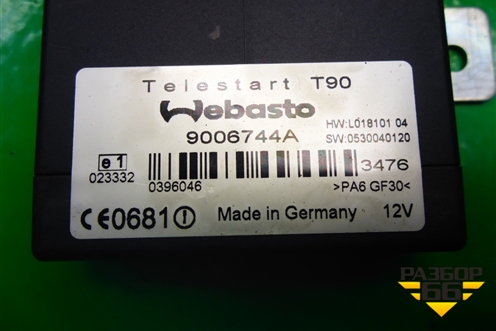 Telestart T90
Webasto
HW:L018101 04
9006744A
SW:0530040120
e1
023332
3476
0396046
>PA6 GF30<
CE0681
Made in Germany
12V
РАЗБОР
66